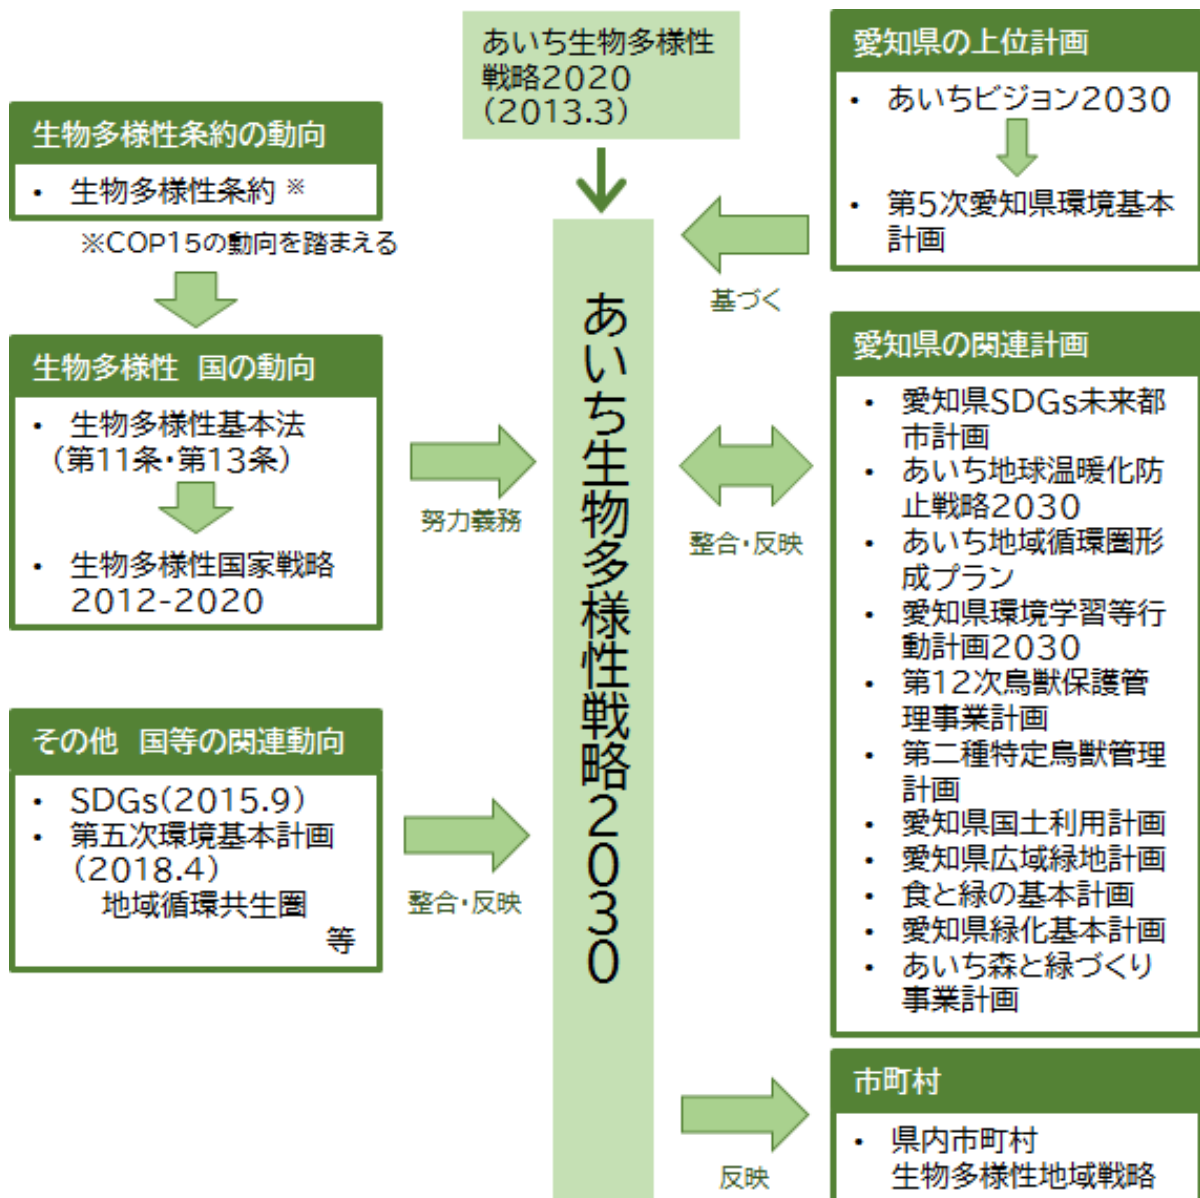 あいち生物多様性
戦略2020
(2013.3)
生物多様性条約の動向
• 生物多様性条約 ※
※COP15の動向を踏まえる
生物多様性 国の動向
• 生物多様性基本法
(第11条・第13条)
• 生物多様性国家戦略
2012-2020
努力義務
その他 国等の関連動向
• SDGs(2015.9)
• 第五次環境基本計画
(2018.4)
地域循環共生圏
等
整合・反映
あいち生物多様性戦略2030
愛知県の上位計画
• あいちビジョン2030
• 第5次愛知県環境基本
計画
基づく
愛知県の関連計画
• 愛知県SDGs未来都
市計画
• あいち地球温暖化防
止戦略2030
• あいち地域循環圏形
成プラン
• 愛知県環境学習等行
動計画2030
• 第12次鳥獣保護管
理事業計画
• 第二種特定鳥獣管理
計画
• 愛知県国土利用計画
• 愛知県広域緑地計画
• 食と緑の基本計画
• 愛知県緑化基本計画
• あいち森と緑づくり
事業計画
整合・反映
市町村
• 県内市町村
生物多様性地域戦略
反映